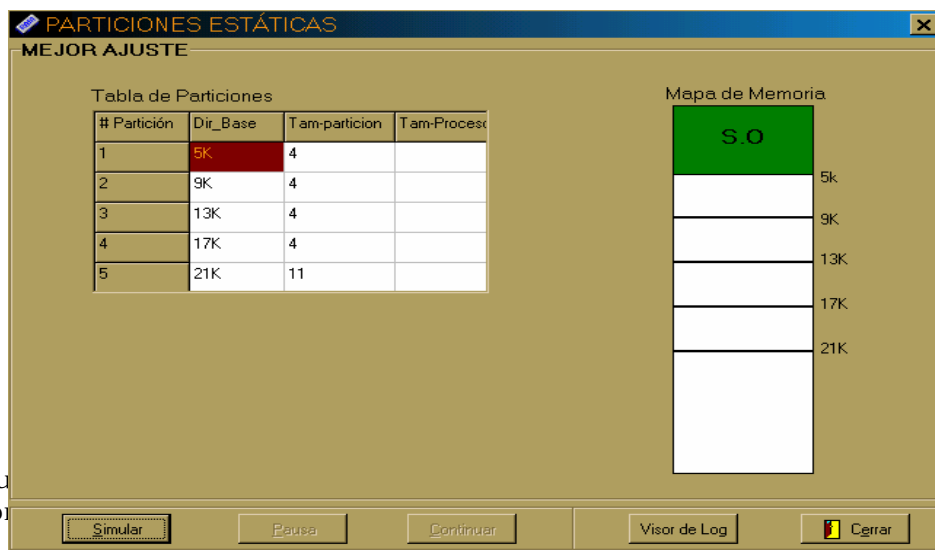 PARTICIONES ESTÁTICAS
MEJOR AJUSTE
Tabla de Particiones
# Partición Dir_Base Tam-particion Tam-Proceso
1 5K 4
2 9K 4
3 13K 4
4 17K 4
5 21K 11
Mapa de Memoria
S.O
5k
9K
13K
17K
21K
Simular Pausa Continuar Visor de Log Cerrar